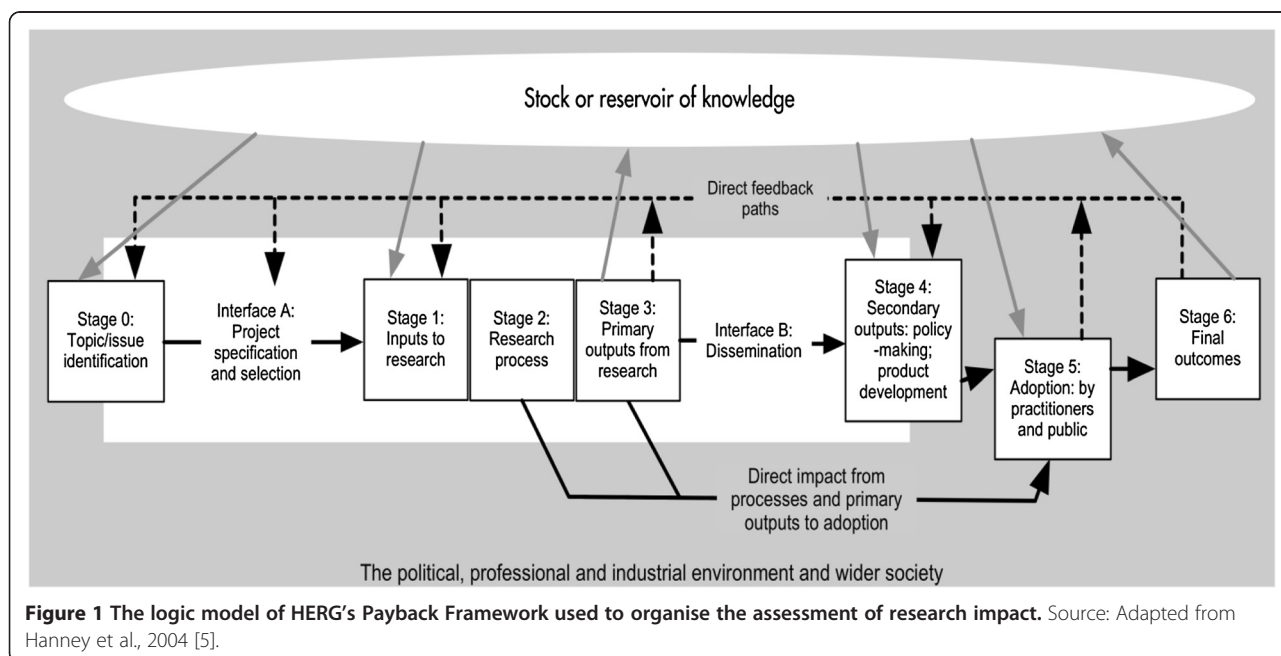 Stock or reservoir of knowledge
Direct feedback
paths
Stage 0:
Topic/issue
identification
Interface A:
Project
specification
and selection
Stage 1:
Inputs to
research
Stage 2:
Research
process
Stage 3:
Primary
outputs from
research
Interface B:
Dissemination
Stage 4:
Secondary
outputs: policy
-making;
product
development
Stage 5:
Adoption: by
practitioners
and public
Stage 6:
Final
outcomes
Direct impact from
processes and primary
outputs to adoption
The political, professional and industrial environment and wider society
Figure 1 The logic model of HERG's Payback Framework used to organise the assessment of research impact. Source: Adapted from
Hanney et al., 2004 [5].